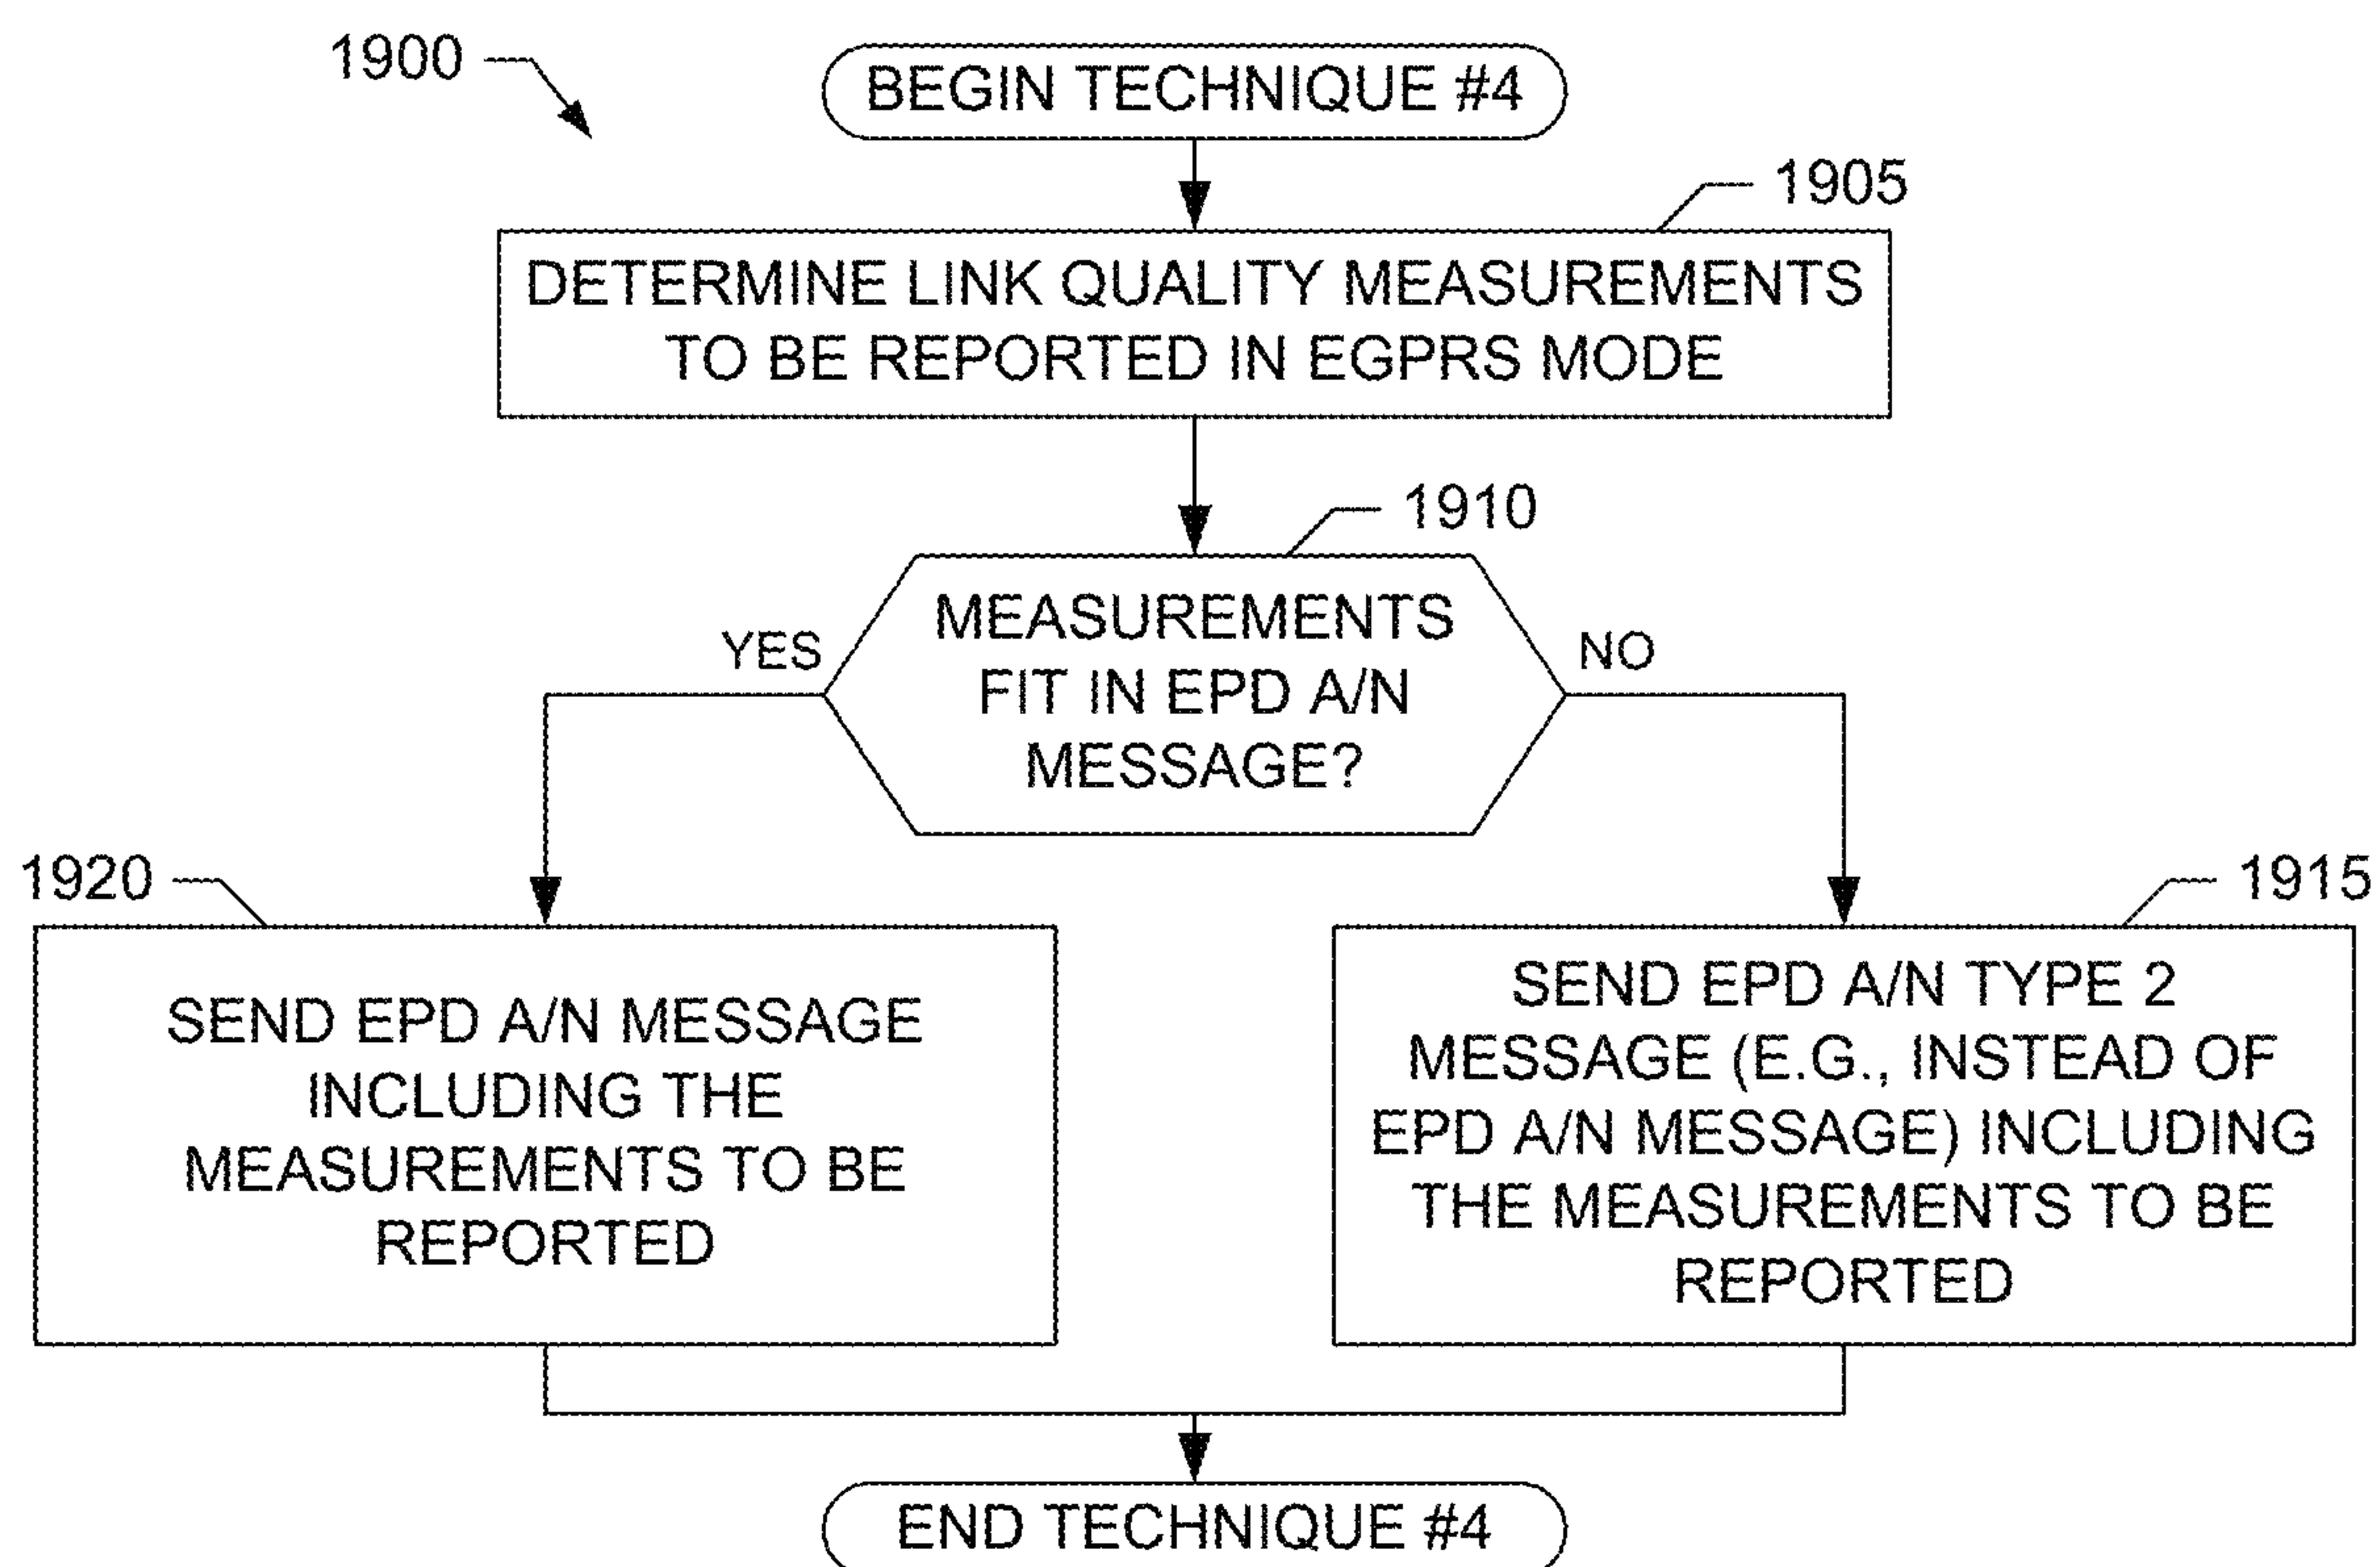 1900
BEGIN TECHNIQUE #4
1905
DETERMINE LINK QUALITY MEASUREMENTS
TO BE REPORTED IN EGPRS MODE
1910
MEASUREMENTS
FIT IN EPD A/N
MESSAGE?
YES
NO
1920
SEND EPD A/N MESSAGE
INCLUDING THE
MEASUREMENTS TO BE
REPORTED
1915
SEND EPD A/N TYPE 2
MESSAGE (E.G., INSTEAD OF
EPD A/N MESSAGE) INCLUDING
THE MEASUREMENTS TO BE
REPORTED
END TECHNIQUE #4